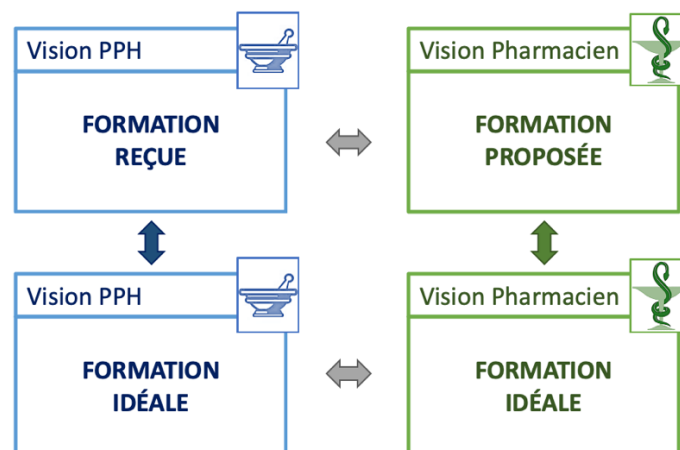 Vision PPH
FORMATION
REÇUE
Vision Pharmacien
FORMATION
PROPOSÉE
Vision PPH
FORMATION
IDÉALE
Vision Pharmacien
FORMATION
IDÉALE